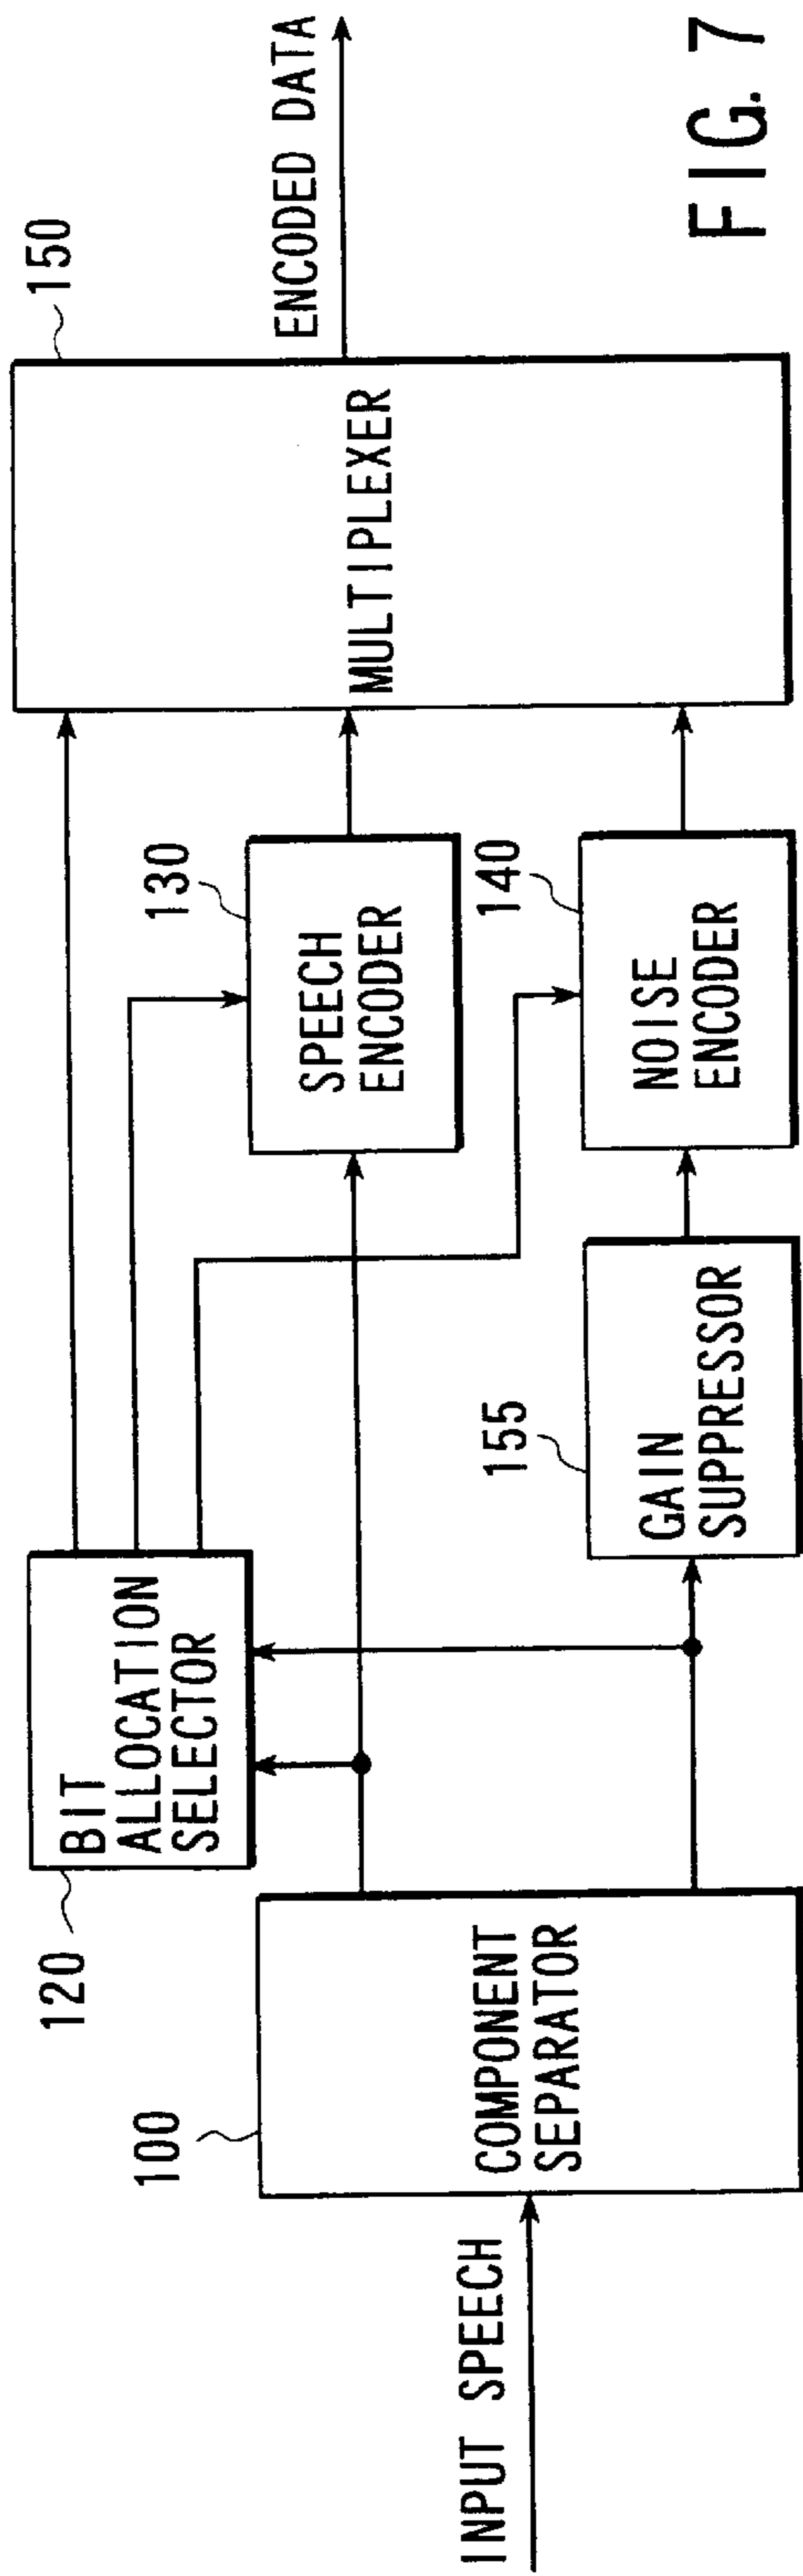 INPUT SPEECH
100
COMPONENT
SEPARATOR
120
BIT
ALLOCATION
SELECTOR
155
GAIN
SUPPRESSOR
130
SPEECH
ENCODER
140
NOISE
ENCODER
150
MULTIPLEXER
ENCODED DATA
FIG. 7